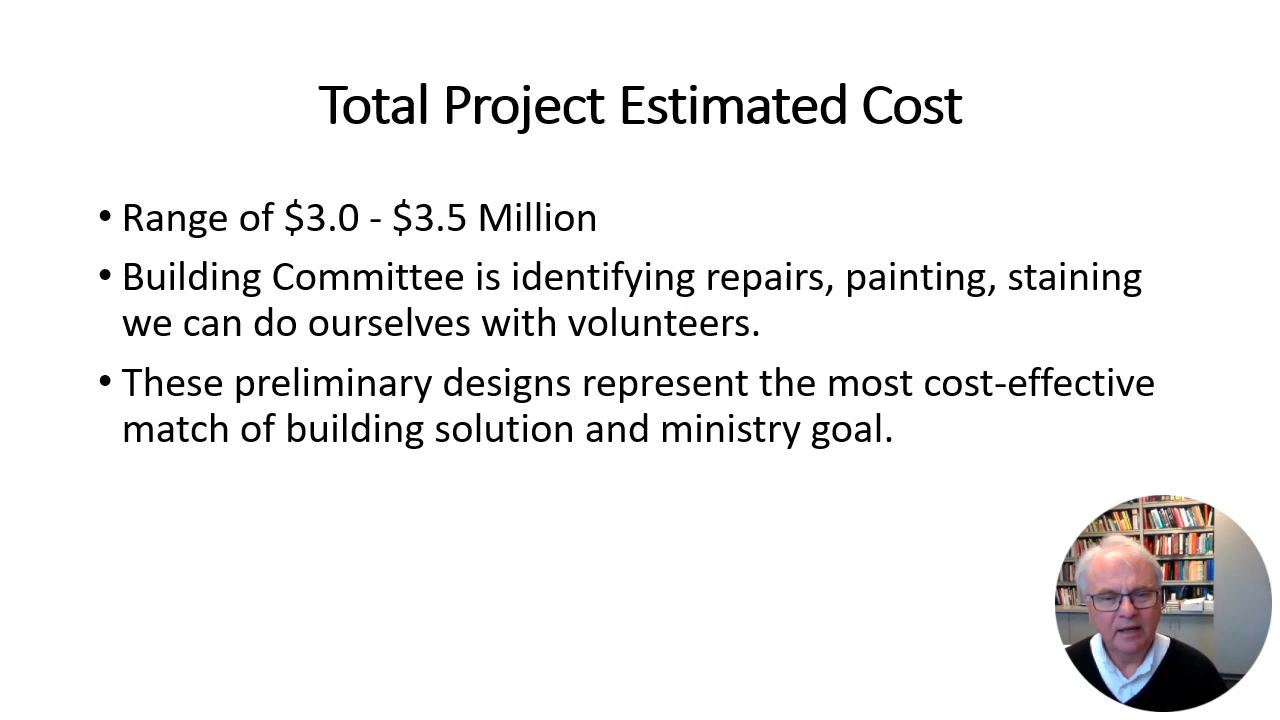 Total Project Estimated Cost
• Range of $3.0 - $3.5 Million
• Building Committee is identifying repairs, painting, staining
we can do ourselves with volunteers.
• These preliminary designs represent the most cost-effective
match of building solution and ministry goal.